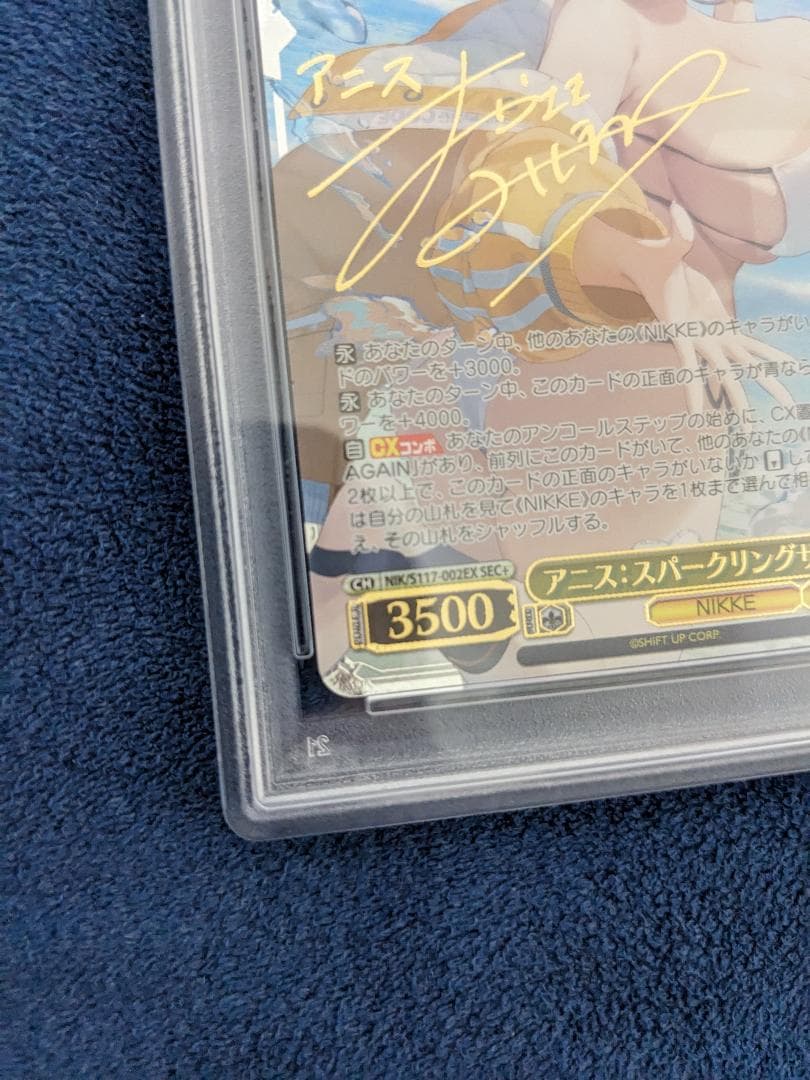 アニス
永 あなたのターン中、他のあなたの《NIKKE》のキャラがい
ドのパワーを＋3000。
永 あなたのターン中、このカードの正面のキャラが青なら
ワーを＋4000。
自 CXコンボ あなたのアンコールステップの始めに、CX置
AGAIN」があり、前列にこのカードがいて、他のあなたの《N
2枚以上で、このカードの正面のキャラがいないか して
は自分の山札を見て《NIKKE》のキャラを1枚まで選んで相
え、その山札をシャッフルする。
CH NIK/S117-002EX SEC+
アニス：スパークリングサ
3500
NIKKE
©SHIFT UP CORP.
21